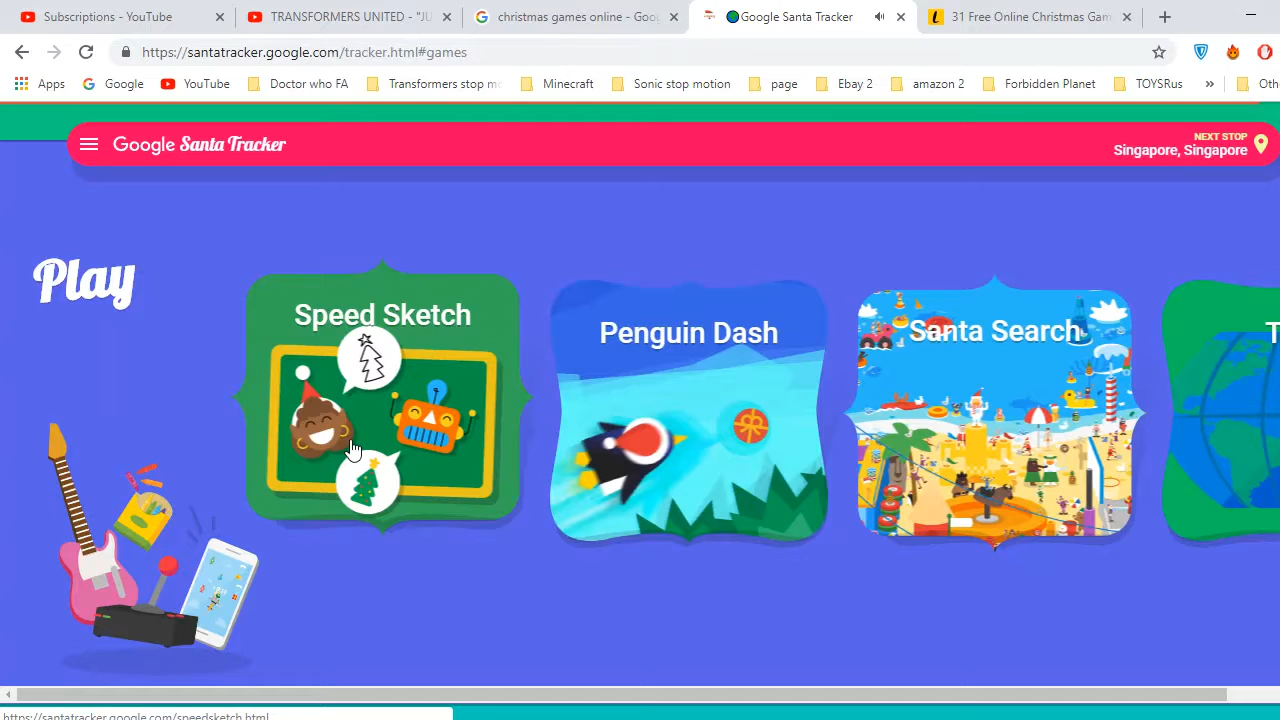 Subscriptions - YouTube
TRANSFORMERS UNITED - "JU
christmas games online - Goo
Google Santa Tracker
31 Free Online Christmas Gam
https://santatracker.google.com/tracker.html#games
Apps
Google
YouTube
Doctor who FA
Transformers stop mo
Minecraft
Sonic stop motion
page
Ebay 2
amazon 2
Forbidden Planet
TOYSRus
»
Othe
Google Santa Tracker
NEXT STOP
Singapore, Singapore
Play
Speed Sketch
Penguin Dash
Santa Search
T
https://santatracker.google.com/speedsketch.html